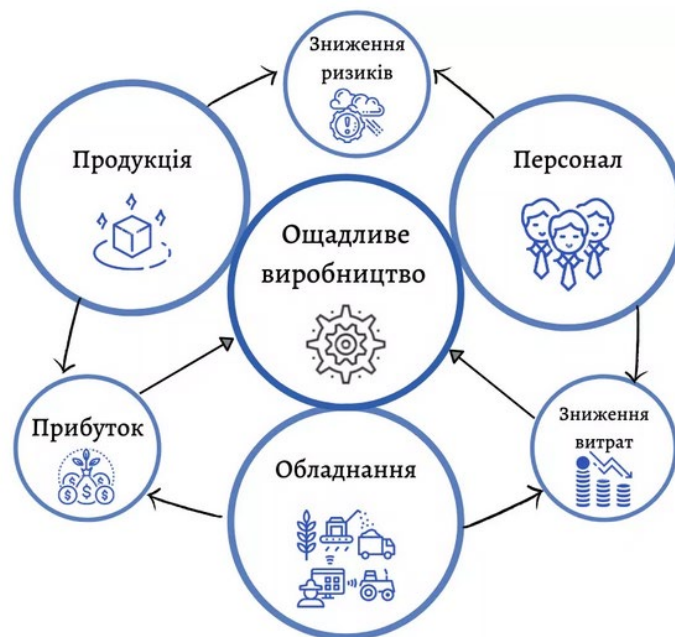 Зниження
ризиків
Продукція
Персонал
Ощадливе
виробництво
Прибуток
Зниження
витрат
Обладнання